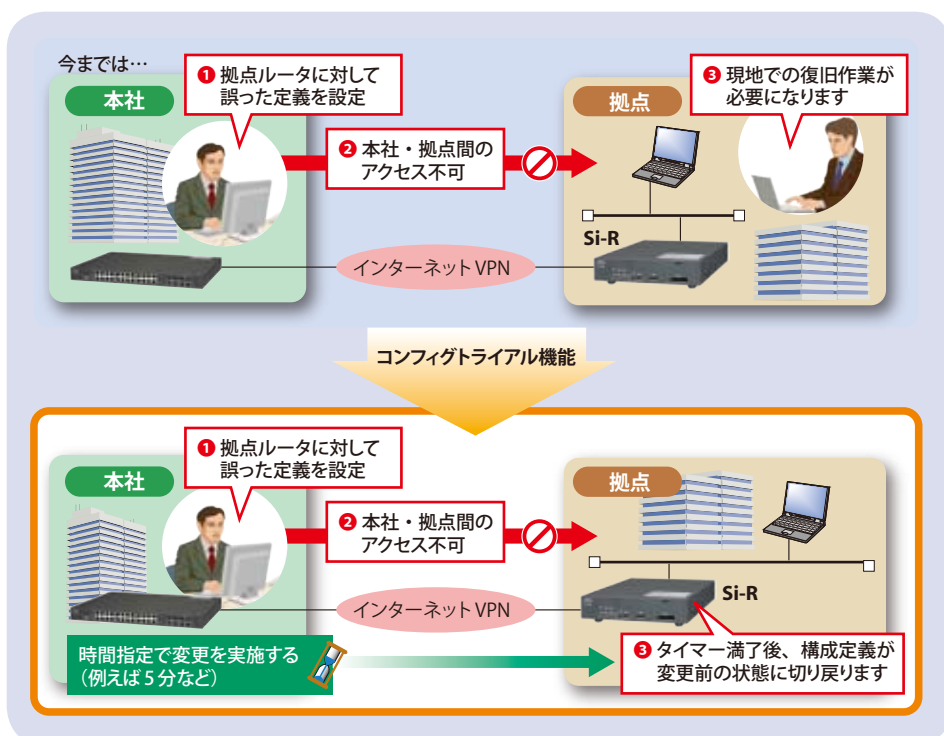 今までは…
本社
❶ 拠点ルータに対して
誤った定義を設定
❷ 本社・拠点間の
アクセス不可
拠点
❸ 現地での復旧作業が
必要になります
Si-R
インターネット VPN
コンフィグトライアル機能
本社
❶ 拠点ルータに対して
誤った定義を設定
❷ 本社・拠点間の
アクセス不可
拠点
インターネット VPN
Si-R
時間指定で変更を実施する
（例えば 5 分など）
❸ タイマー満了後、構成定義が
変更前の状態に切り戻ります